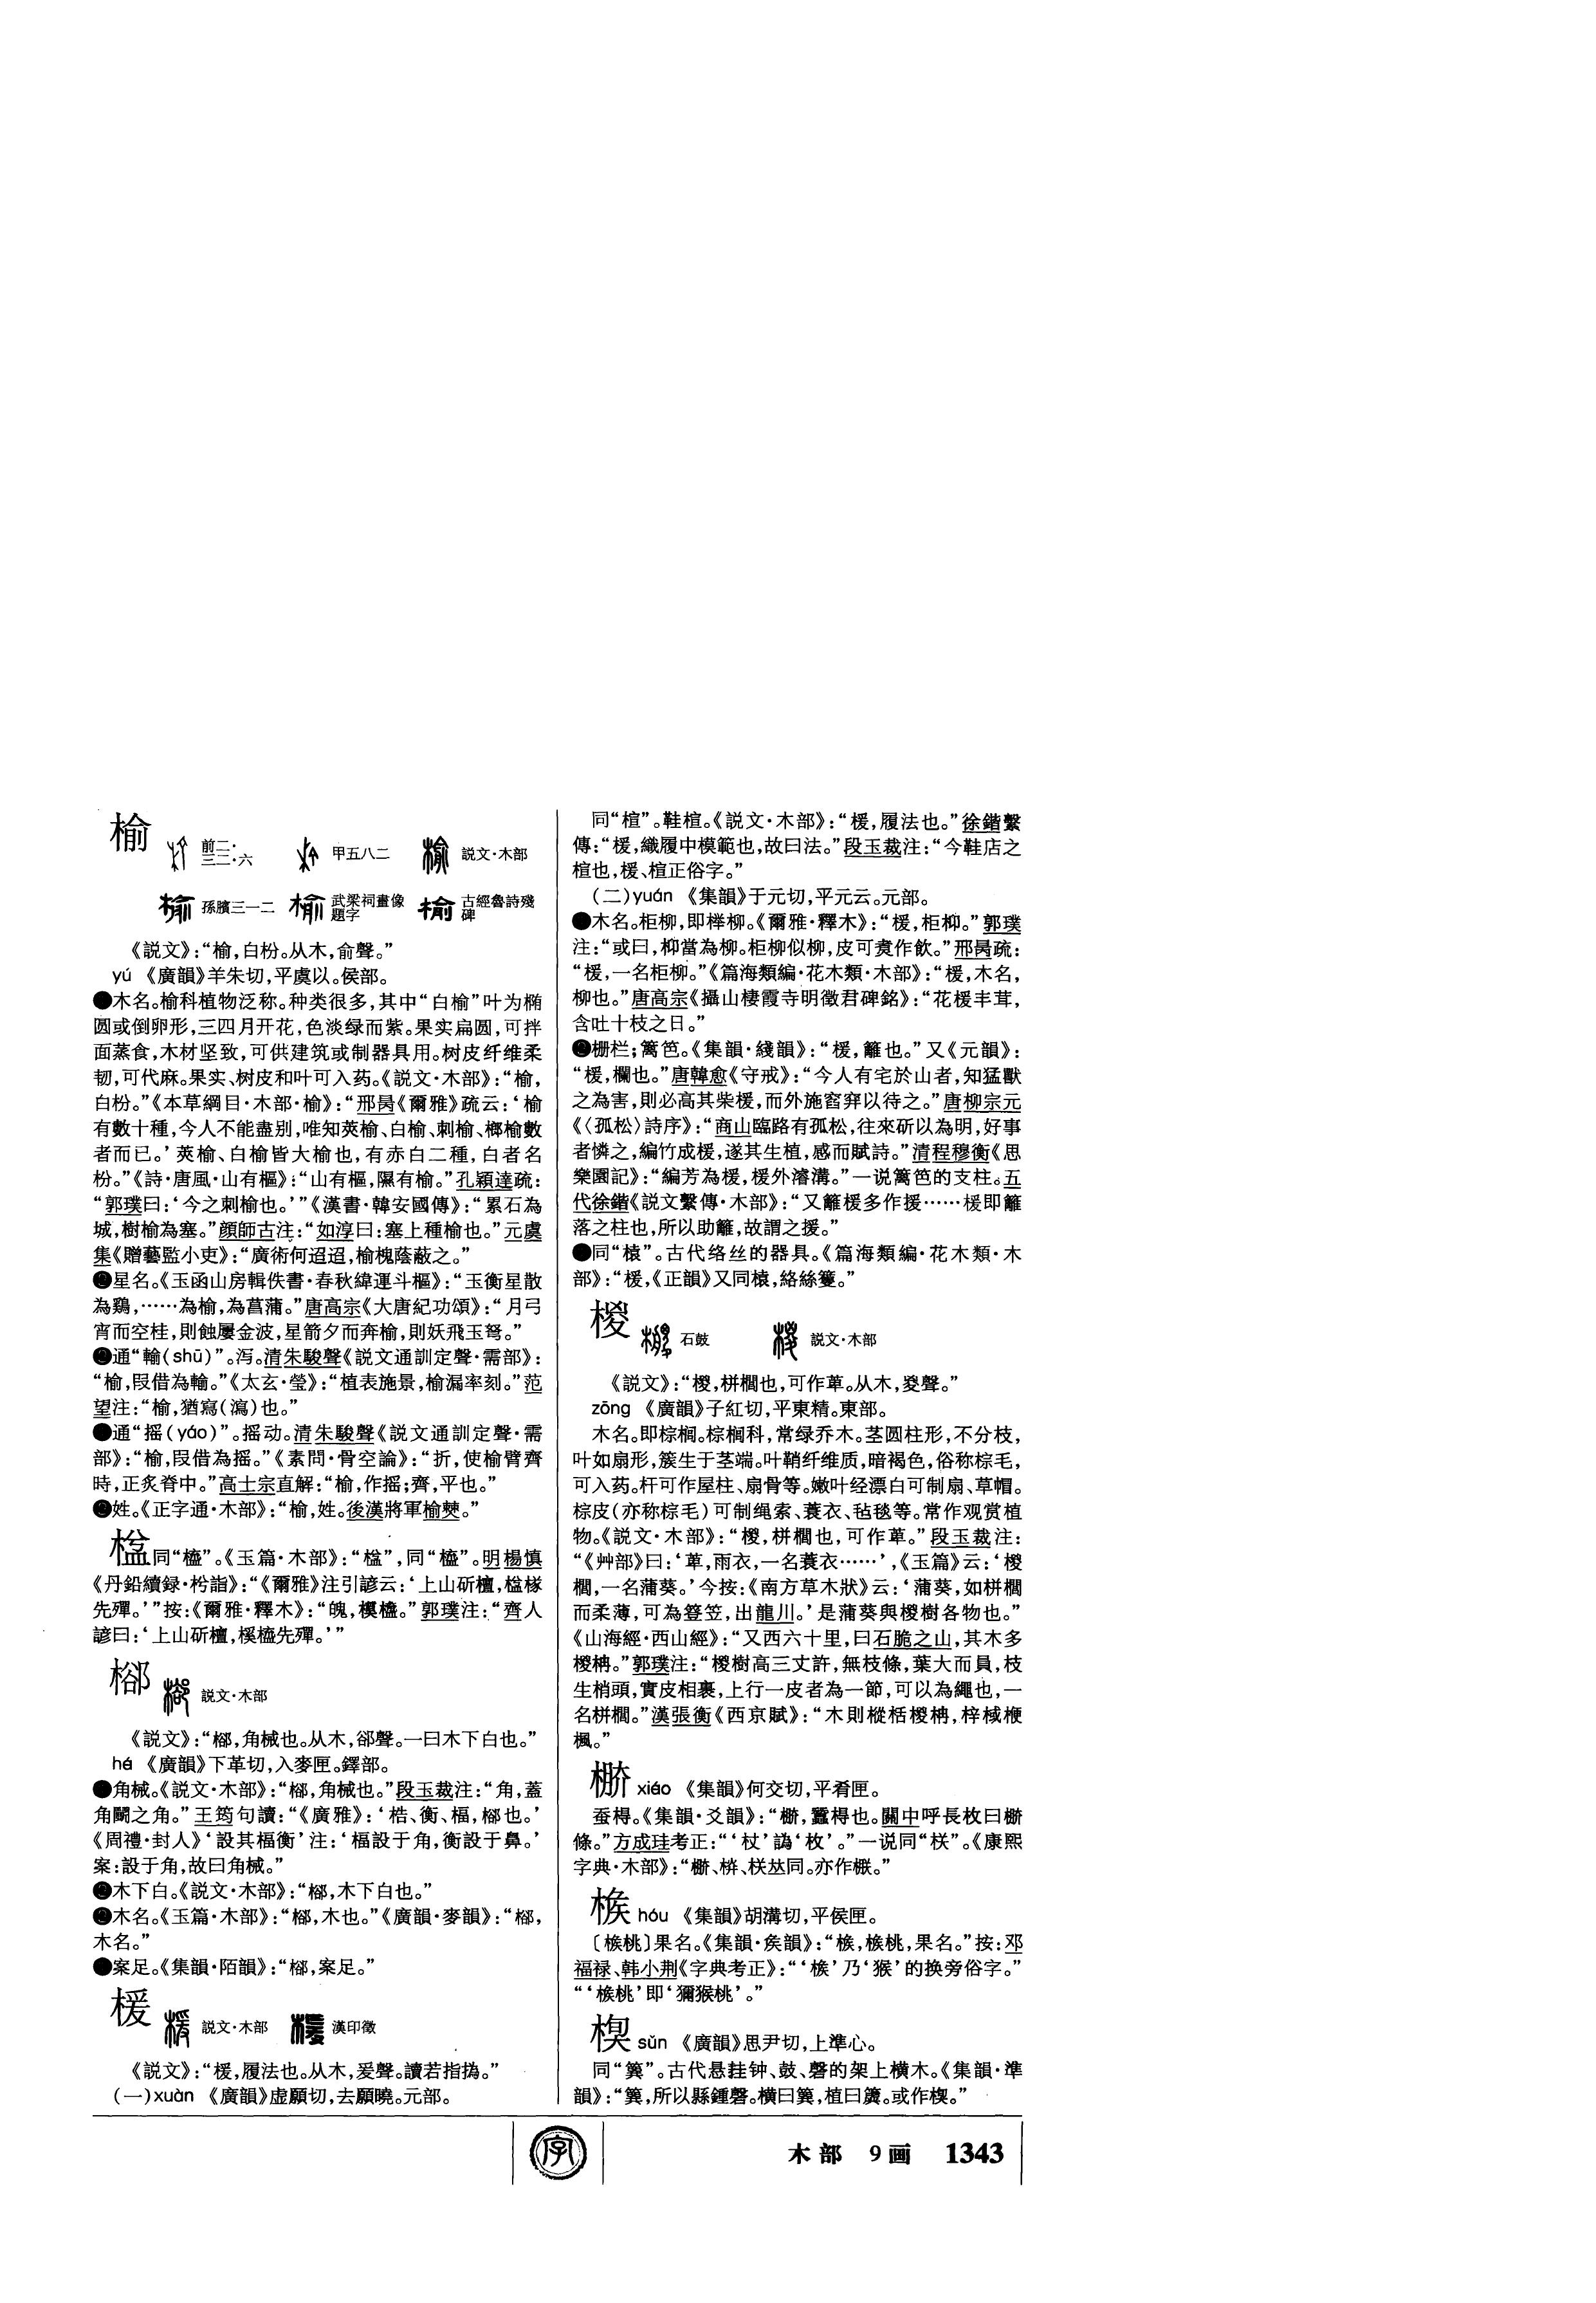 榆
前二·三二·六 甲五八二 説文·木部
孫臏三一二 武梁祠畫像題字 古經魯詩殘碑
《説文》：“榆，白枌。从木，俞聲。”
yú 《廣韻》羊朱切，平虞以。侯部。
●木名。榆科植物泛称。种类很多，其中“白榆”叶为椭
圆或倒卵形，三四月开花，色淡绿而紫。果实扁圆，可拌
面蒸食，木材坚致，可供建筑或制器具用。树皮纤维柔
韧，可代麻。果实、树皮和叶可入药。《説文·木部》：“榆，
白枌。”《本草綱目·木部·榆》：“邢昺《爾雅》疏云：‘榆
有數十種，今人不能盡别，唯知莢榆、白榆、刺榆、榔榆數
者而已。’莢榆、白榆皆大榆也，有赤白二種，白者名
枌。”《詩·唐風·山有樞》：“山有樞，隰有榆。”孔穎達疏：
“郭璞曰：‘今之刺榆也。’”《漢書·韓安國傳》：“累石為
城，樹榆為塞。”顔師古注：“如淳曰：塞上種榆也。”元虞
集《贈藝監小吏》：“廣術何迢迢，榆槐蔭蔽之。”
❷星名。《玉函山房輯佚書·春秋緯運斗樞》：“玉衡星散
為鷄，……為榆，為菖蒲。”唐高宗《大唐紀功頌》：“月弓
宵而空桂，則蝕屢金波，星箭夕而奔榆，則妖飛玉弩。”
❷通“輸(shū)”。泻。清朱駿聲《説文通訓定聲·需部》：
“榆，叚借為輸。”《太玄·瑩》：“植表施景，榆漏率刻。”范
望注：“榆，猶寫(瀉)也。”
●通“摇(yáo)”。摇动。清朱駿聲《説文通訓定聲·需
部》：“榆，叚借為摇。”《素問·骨空論》：“折，使榆臂齊
時，正炙脊中。”高士宗直解：“榆，作摇；齊，平也。”
❷姓。《正字通·木部》：“榆，姓。後漢將軍榆僰。”
同“榼”。《玉篇·木部》：“𣖻”，同“榼”。明楊慎
《丹鉛續録·杇詣》：“《爾雅》注引諺云：‘上山斫檀，
先殫。’”按：《爾雅·釋木》：“魄，榽橀。”郭璞注：“齊人
諺曰：‘上山斫檀，榽橀先殫。’”
㮝
説文·木部
《説文》：“㮝，角械也。从木，郤聲。一曰木下白也。”
hé 《廣韻》下革切，入麥匣。鐸部。
●角械。《説文·木部》：“㮝，角械也。”段玉裁注：“角，蓋
角鬭之角。”王筠句讀：“《廣雅》：‘梏、衡、楅，㮝也。’
《周禮·封人》‘設其楅衡’注：‘楅設于角，衡設于鼻。’
案：設于角，故曰角械。”
❷木下白。《説文·木部》：“㮝，木下白也。”
❷木名。《玉篇·木部》：“㮝，木也。”《廣韻·麥韻》：“㮝，
木名。”
●案足。《集韻·陌韻》：“㮝，案足。”
楥
説文·木部 漢印徵
《説文》：“楥，履法也。从木，爰聲。讀若指撝。”
(一)xuàn 《廣韻》虚願切，去願曉。元部。
同“楦”。鞋楦。《説文·木部》：“楥，履法也。”徐鍇繫
傳：“楥，織履中模範也，故曰法。”段玉裁注：“今鞋店之
楦也，楥、楦正俗字。”
(二)yuán 《集韻》于元切，平元云。元部。
●木名。柜柳，即榉柳。《爾雅·釋木》：“楥，柜桺。”郭璞
注：“或曰，桺當為柳。柜柳似柳，皮可煑作飲。”邢昺疏：
“楥，一名柜柳。”《篇海類編·花木類·木部》：“楥，木名，
柳也。”唐高宗《攝山棲霞寺明徵君碑銘》：“花楥丰茸，
含吐十枝之日。”
❷栅栏；篱笆。《集韻·綫韻》：“楥，籬也。”又《元韻》：
“楥，欄也。”唐韓愈《守戒》：“今人有宅於山者，知猛獸
之為害，則必高其柴楥，而外施窞穽以待之。”唐柳宗元
《〈孤松〉詩序》：“商山臨路有孤松，往來斫以為明，好事
者憐之，編竹成楥，遂其生植，感而賦詩。”清程穆衡《思
樂園記》：“編芳為楥，楥外濬溝。”一说篱笆的支柱。五
代徐鍇《説文繫傳·木部》：“又籬楥多作援……楥即籬
落之柱也，所以助籬，故謂之援。”
●同“榬”。古代络丝的器具。《篇海類編·花木類·木
部》：“楥，《正韻》又同榬，絡絲籰。”
椶
石鼓 説文·木部
《説文》：“椶，栟櫚也，可作萆。从木，㚇聲。”
zōng 《廣韻》子紅切，平東精。東部。
木名。即棕榈。棕榈科，常绿乔木。茎圆柱形，不分枝，
叶如扇形，簇生于茎端。叶鞘纤维质，暗褐色，俗称棕毛，
可入药。杆可作屋柱、扇骨等。嫩叶经漂白可制扇、草帽。
棕皮(亦称棕毛)可制绳索、蓑衣、毡毯等。常作观赏植
物。《説文·木部》：“椶，栟櫚也，可作萆。”段玉裁注：
“《艸部》曰：‘萆，雨衣，一名蓑衣……’，《玉篇》云：‘椶
櫚，一名蒲葵。’今按：《南方草木狀》云：‘蒲葵，如栟櫚
而柔薄，可為簦笠，出龍川。’是蒲葵與椶樹各物也。”
《山海經·西山經》：“又西六十里，曰石脆之山，其木多
椶枏。”郭璞注：“椶樹高三丈許，無枝條，葉大而員，枝
生梢頭，實皮相裹，上行一皮者為一節，可以為繩也，一
名栟櫚。”漢張衡《西京賦》：“木則樅栝椶枏，梓棫楩
楓。”
xiáo 《集韻》何交切，平肴匣。
蚕槌。《集韻·爻韻》：“，蠶槌也。關中呼長杖曰
條。”方成珪考正：“‘杖’譌‘枚’。”一说同“栚”。《康熙
字典·木部》：“、栚𠀤同。亦作㮳。”
㮢
hóu 《集韻》胡溝切，平侯匣。
〔㮢桃〕果名。《集韻·矦韻》：“㮢，㮢桃，果名。”按：邓
福禄、韩小荆《字典考正》：“‘㮢’乃‘猴’的换旁俗字。”
“‘㮢桃’即‘獼猴桃’。”
㮏
sǔn 《廣韻》思尹切，上準心。
同“簨”。古代悬挂钟、鼓、磬的架上横木。《集韻·準
韻》：“簨，所以縣鍾磬。横曰簨，植曰簴。或作㮏。”
字
木部 9画 1343